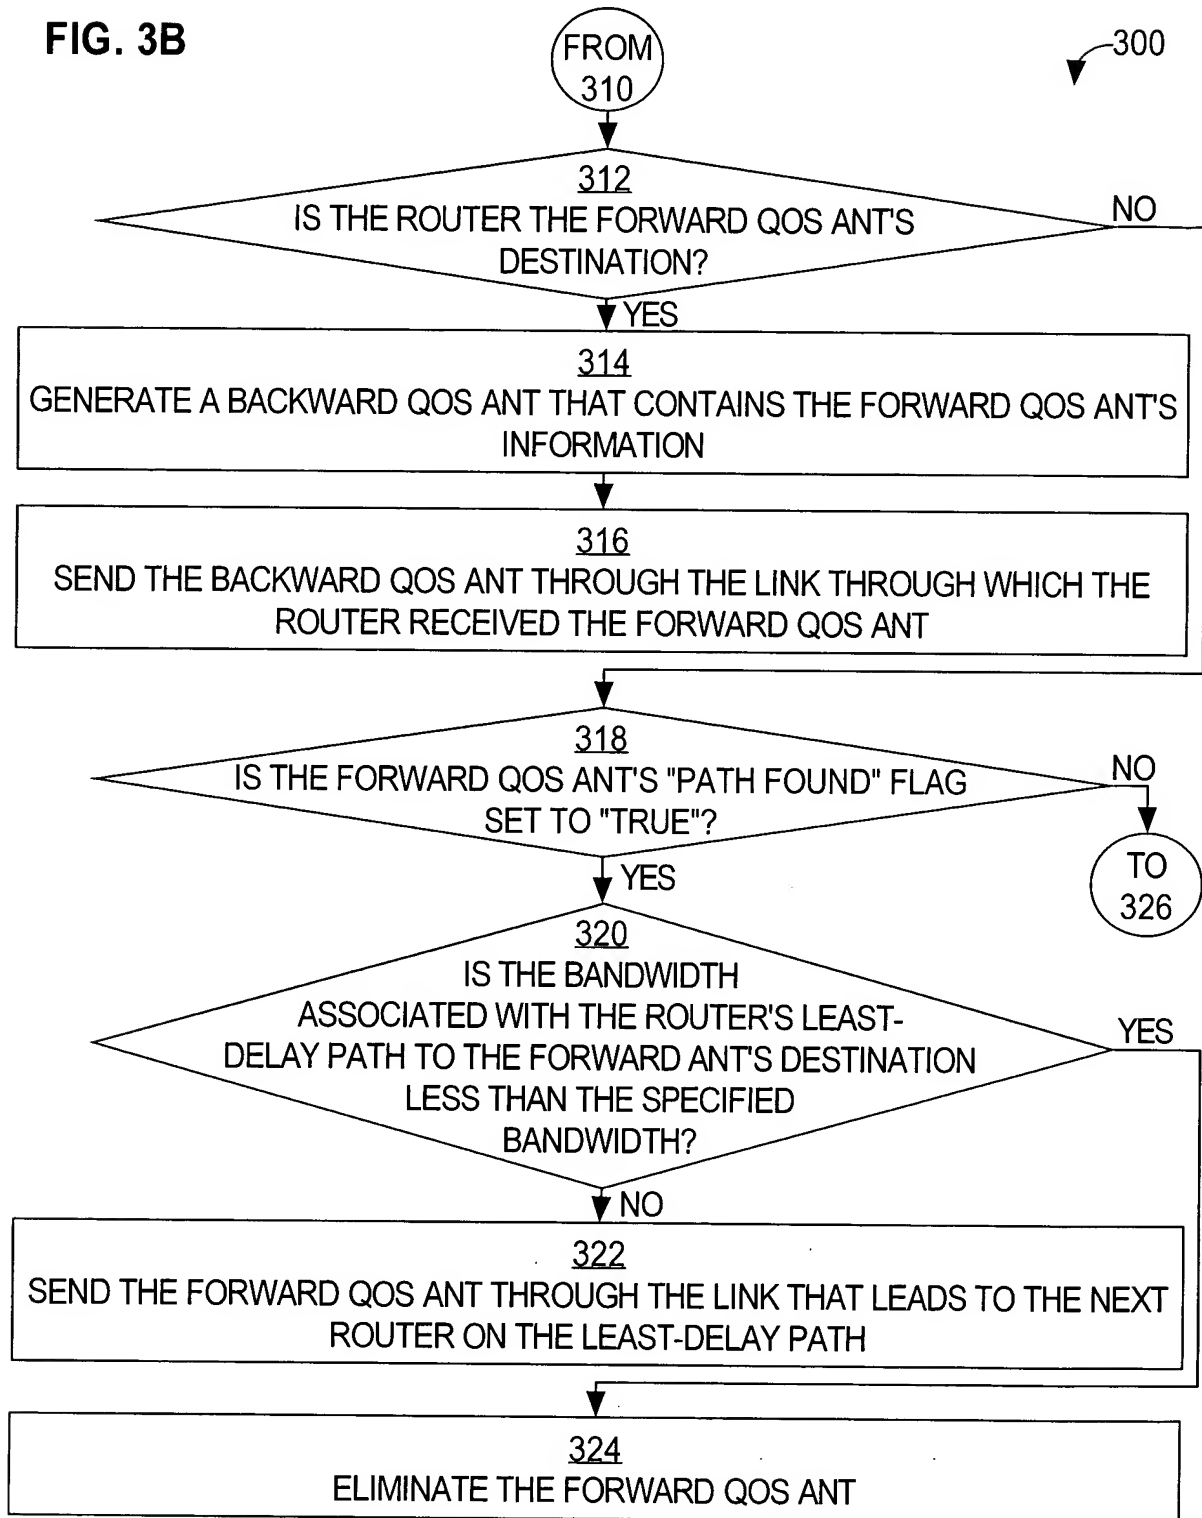 FIG. 3B
FROM
310
300
312
IS THE ROUTER THE FORWARD QOS ANT'S
DESTINATION?
NO
YES
314
GENERATE A BACKWARD QOS ANT THAT CONTAINS THE FORWARD QOS ANT'S
INFORMATION
316
SEND THE BACKWARD QOS ANT THROUGH THE LINK THROUGH WHICH THE
ROUTER RECEIVED THE FORWARD QOS ANT
318
IS THE FORWARD QOS ANT'S "PATH FOUND" FLAG
SET TO "TRUE"?
NO
TO
326
YES
320
IS THE BANDWIDTH
ASSOCIATED WITH THE ROUTER'S LEAST-
DELAY PATH TO THE FORWARD ANT'S DESTINATION
LESS THAN THE SPECIFIED
BANDWIDTH?
YES
NO
322
SEND THE FORWARD QOS ANT THROUGH THE LINK THAT LEADS TO THE NEXT
ROUTER ON THE LEAST-DELAY PATH
324
ELIMINATE THE FORWARD QOS ANT